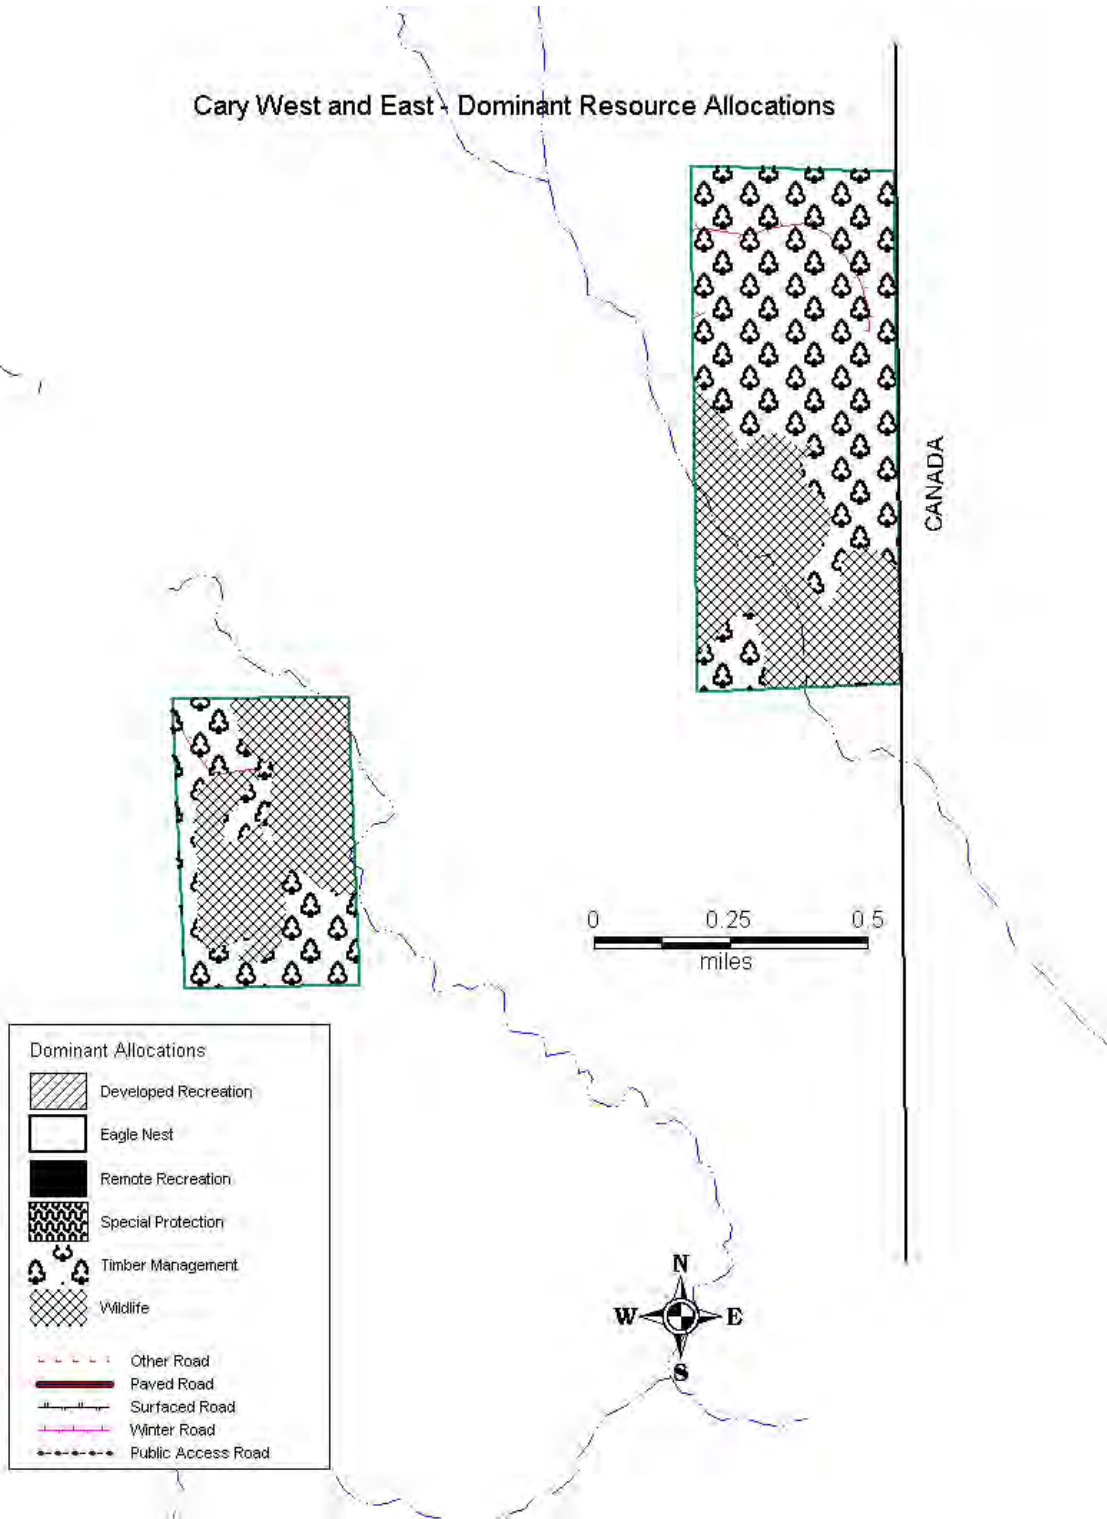 Cary West and East - Dominant Resource Allocations
CANADA
0 0.25 0.5
miles
Dominant Allocations
Developed Recreation
Eagle Nest
Remote Recreation
Special Protection
Timber Management
Wildlife
Other Road
Paved Road
Surfaced Road
Winter Road
Public Access Road
N
W E
S